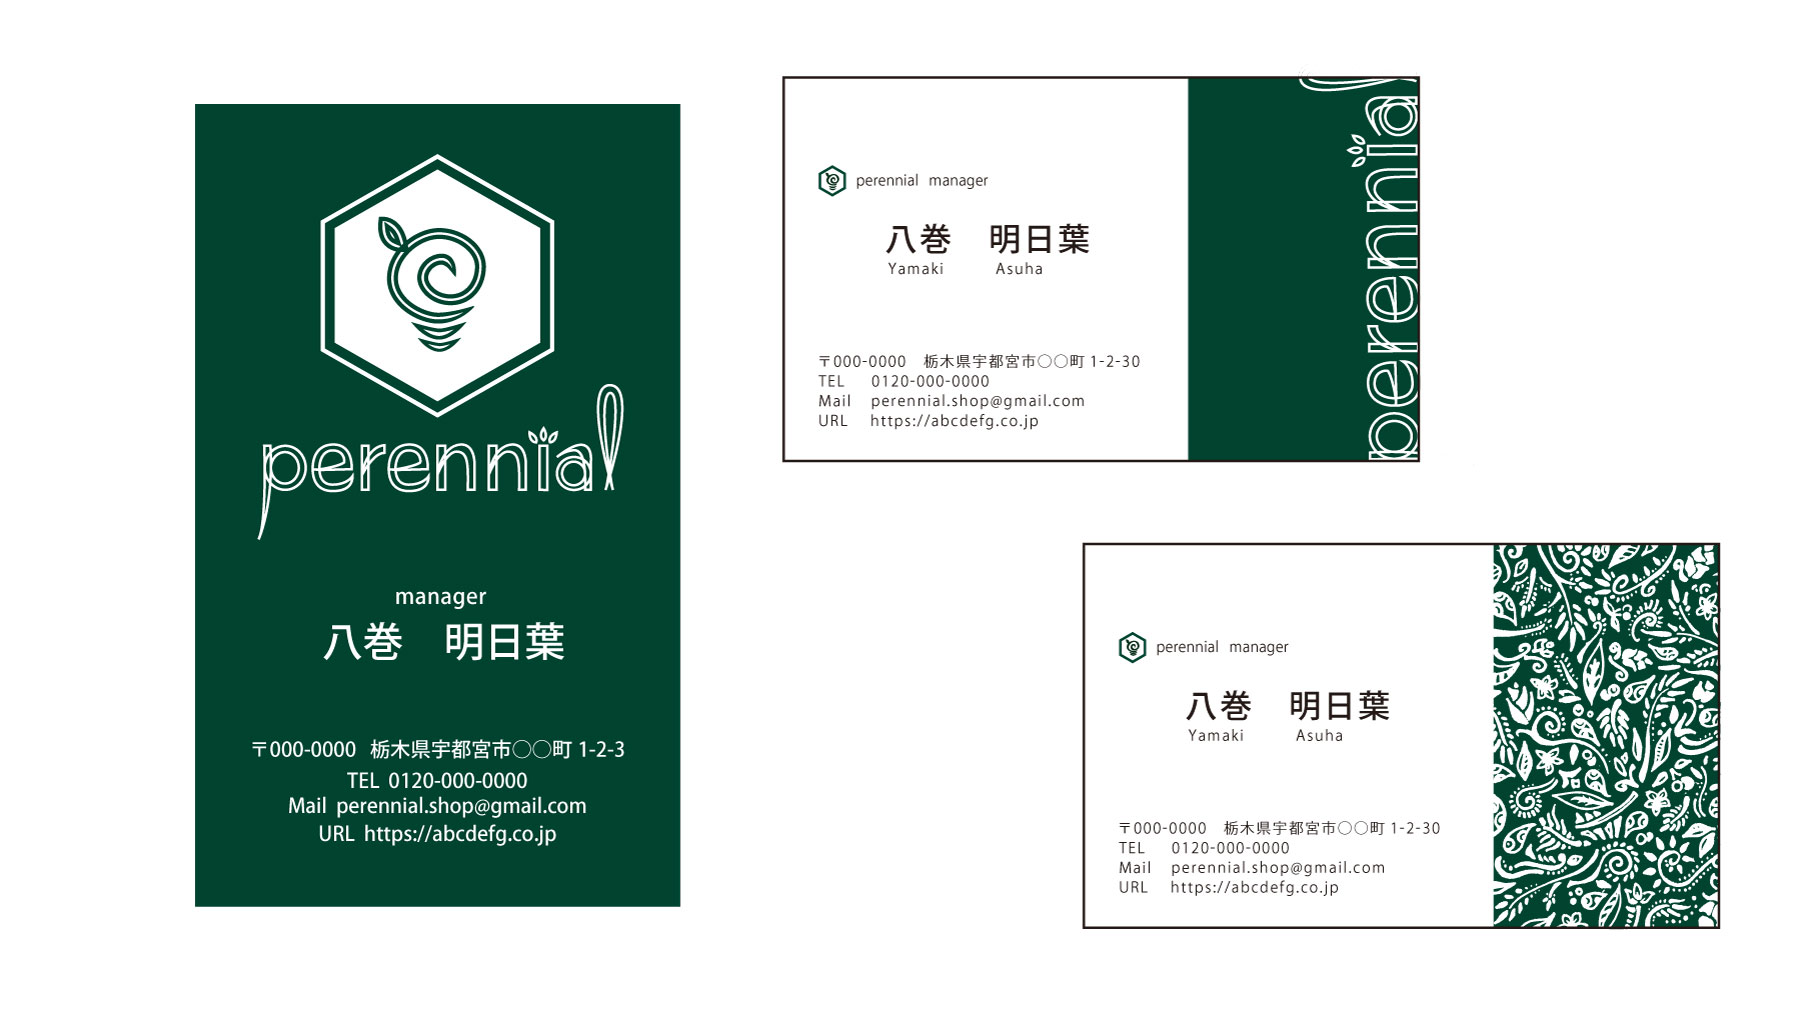 perennial
manager
八巻　明日葉
〒000-0000 栃木県宇都宮市○○町 1-2-3
TEL 0120-000-0000
Mail perennial.shop@gmail.com
URL https://abcdefg.co.jp
perennial manager
八巻　明日葉
Yamaki Asuha
〒000-0000 栃木県宇都宮市○○町 1-2-30
TEL 0120-000-0000
Mail perennial.shop@gmail.com
URL https://abcdefg.co.jp
perennial
perennial manager
八巻　明日葉
Yamaki Asuha
〒000-0000 栃木県宇都宮市○○町 1-2-30
TEL 0120-000-0000
Mail perennial.shop@gmail.com
URL https://abcdefg.co.jp